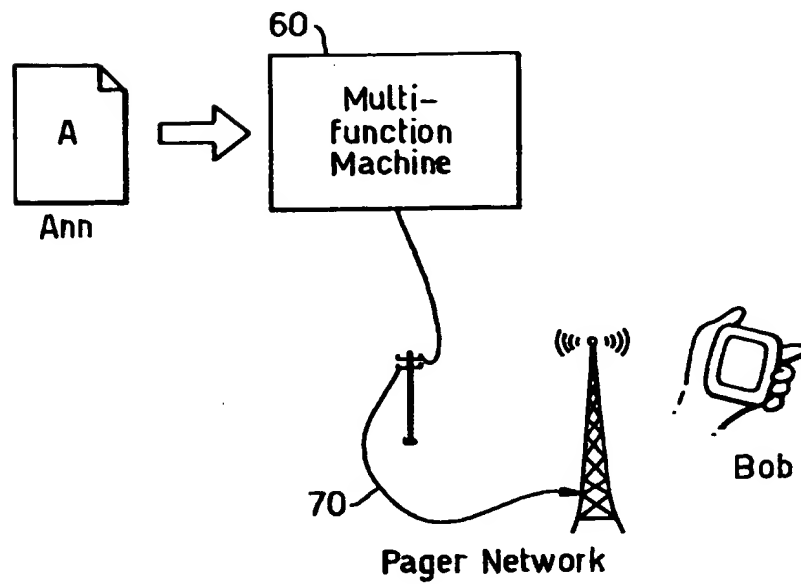 60
A
Multi-
function
Machine
Ann
70
Bob
Pager Network